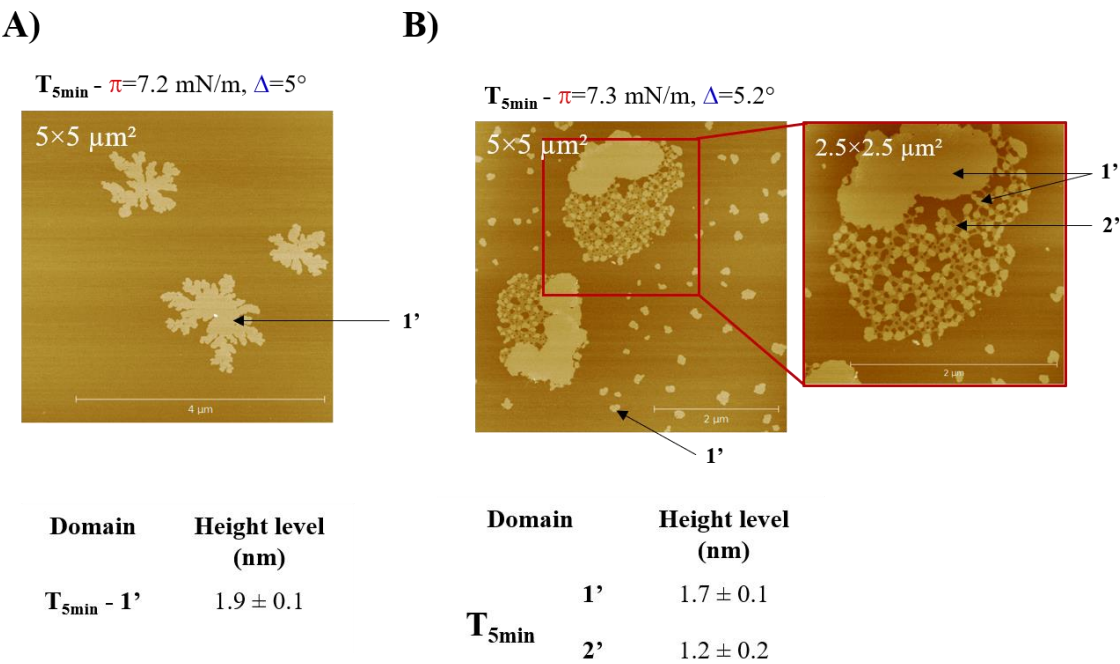 A)
T5min - π=7.2 mN/m, Δ=5°
5×5 µm²
4 µm
1’
Domain Height level (nm)
T5min - 1’ 1.9 ± 0.1
B)
T5min - π=7.3 mN/m, Δ=5.2°
5×5 µm²
2 µm
1’
2.5×2.5 µm²
2 µm
1’
2’
Domain Height level (nm)
T5min
1’ 1.7 ± 0.1
2’ 1.2 ± 0.2